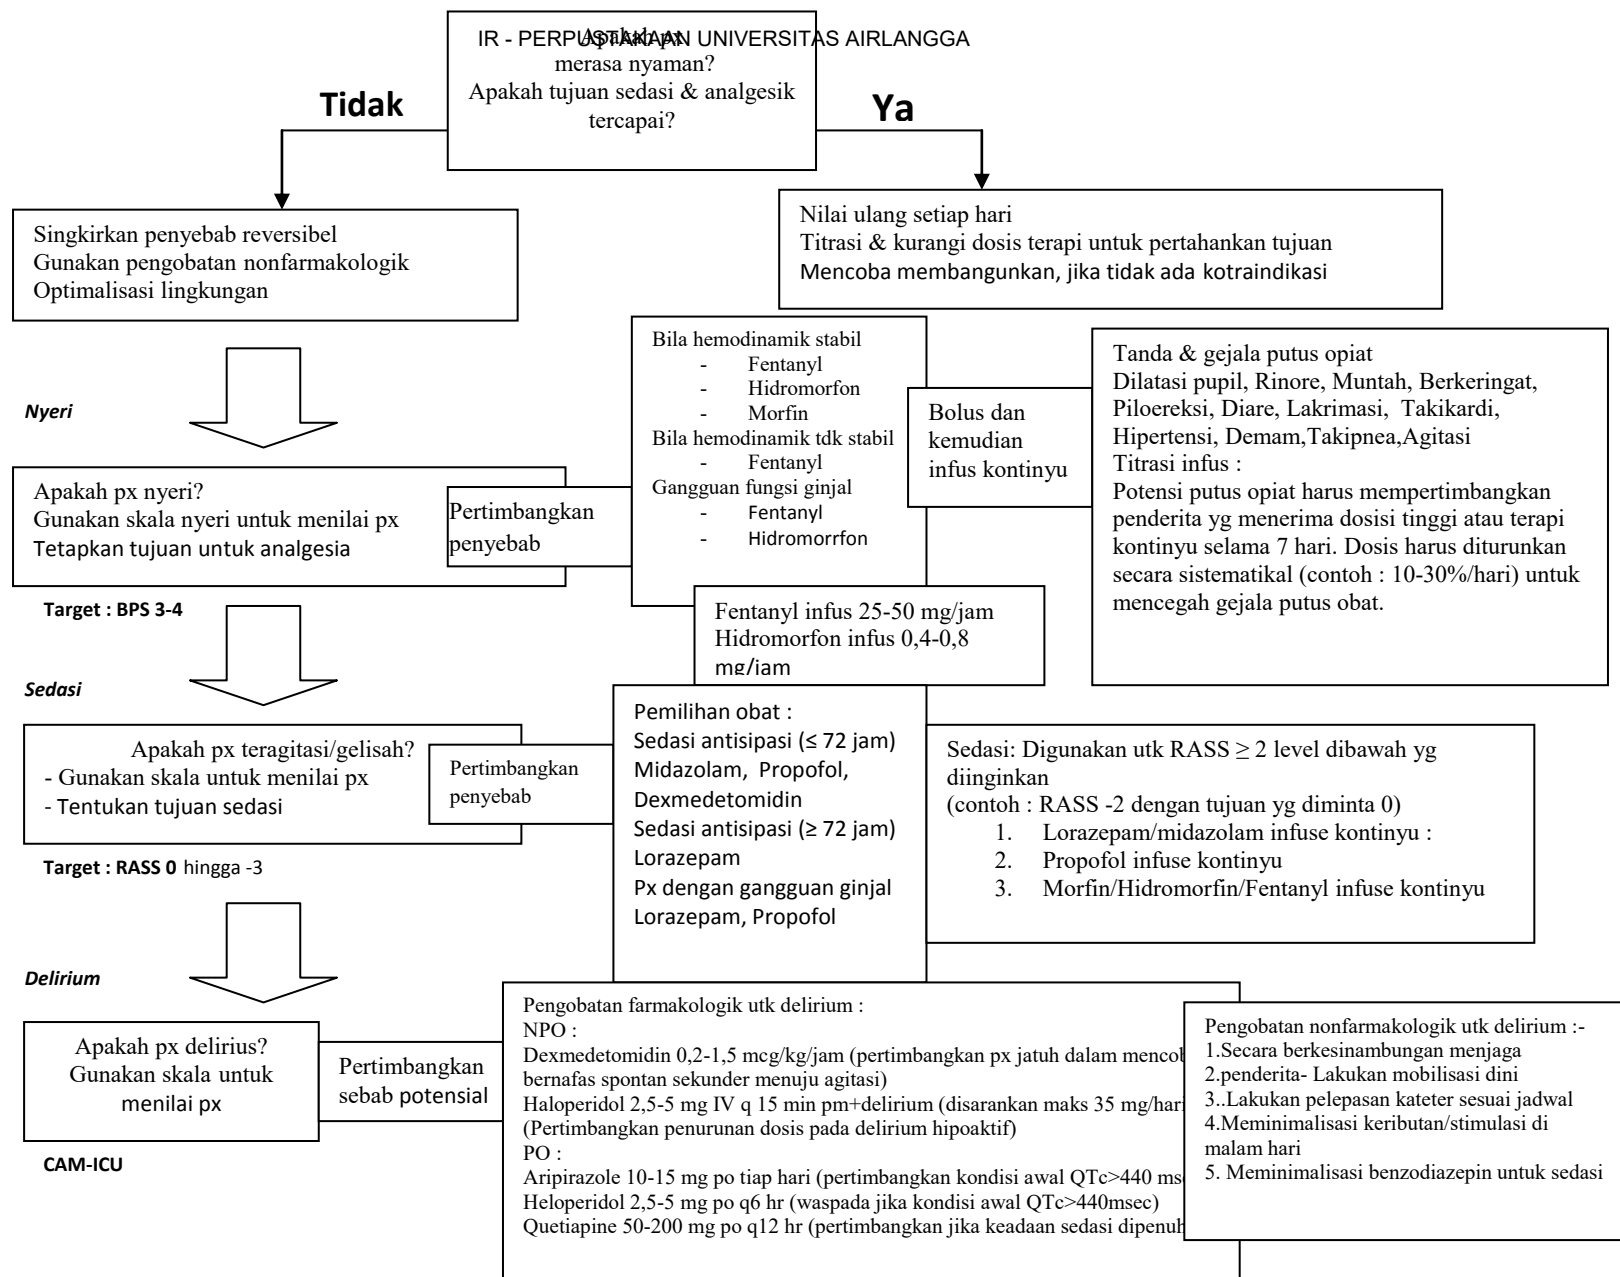 IR - PERPUSTAKAAN UNIVERSITAS AIRLANGGA
Apakah px
merasa nyaman?
Apakah tujuan sedasi & analgesik
tercapai?
Tidak
Ya
Singkirkan penyebab reversibel
Gunakan pengobatan nonfarmakologik
Optimalisasi lingkungan
Nilai ulang setiap hari
Titrasi & kurangi dosis terapi untuk pertahankan tujuan
Mencoba membangunkan, jika tidak ada kotraindikasi
Nyeri
Apakah px nyeri?
Gunakan skala nyeri untuk menilai px
Tetapkan tujuan untuk analgesia
Target : BPS 3-4
Pertimbangkan
penyebab
Bila hemodinamik stabil
- Fentanyl
- Hidromorfon
- Morfin
Bila hemodinamik tdk stabil
- Fentanyl
Gangguan fungsi ginjal
- Fentanyl
- Hidromorrfon
Bolus dan
kemudian
infus kontinyu
Tanda & gejala putus opiat
Dilatasi pupil, Rinore, Muntah, Berkeringat,
Piloereksi, Diare, Lakrimasi, Takikardi,
Hipertensi, Demam,Takipnea,Agitasi
Titrasi infus :
Potensi putus opiat harus mempertimbangkan
penderita yg menerima dosisi tinggi atau terapi
kontinyu selama 7 hari. Dosis harus diturunkan
secara sistematikal (contoh : 10-30%/hari) untuk
mencegah gejala putus obat.
Fentanyl infus 25-50 mg/jam
Hidromorfon infus 0,4-0,8
mg/jam
Sedasi
Apakah px teragitasi/gelisah?
- Gunakan skala untuk menilai px
- Tentukan tujuan sedasi
Target : RASS 0 hingga -3
Pertimbangkan
penyebab
Pemilihan obat :
Sedasi antisipasi (≤ 72 jam)
Midazolam, Propofol,
Dexmedetomidin
Sedasi antisipasi (≥ 72 jam)
Lorazepam
Px dengan gangguan ginjal
Lorazepam, Propofol
Sedasi: Digunakan utk RASS ≥ 2 level dibawah yg
diinginkan
(contoh : RASS -2 dengan tujuan yg diminta 0)
1. Lorazepam/midazolam infuse kontinyu :
2. Propofol infuse kontinyu
3. Morfin/Hidromorfin/Fentanyl infuse kontinyu
Delirium
Apakah px delirius?
Gunakan skala untuk
menilai px
CAM-ICU
Pertimbangkan
sebab potensial
Pengobatan farmakologik utk delirium :
NPO :
Dexmedetomidin 0,2-1,5 mcg/kg/jam (pertimbangkan px jatuh dalam
bernafas spontan sekunder menuju agitasi)
Haloperidol 2,5-5 mg IV q 15 min pm+delirium (disarankan maks 35 mg/hari
(Pertimbangkan penurunan dosis pada delirium hipoaktif)
PO :
Aripirazole 10-15 mg po tiap hari (pertimbangkan kondisi awal QTc>440
Heloperidol 2,5-5 mg po q6 hr (waspada jika kondisi awal QTc>440msec)
Quetiapine 50-200 mg po q12 hr (pertimbangkan jika keadaan sedasi
Pengobatan nonfarmakologik utk delirium :-
1.Secara berkesinambungan menjaga
2.penderita- Lakukan mobilisasi dini
3..Lakukan pelepasan kateter sesuai jadwal
4.Meminimalisasi keributan/stimulasi di
malam hari
5. Meminimalisasi benzodiazepin untuk sedasi